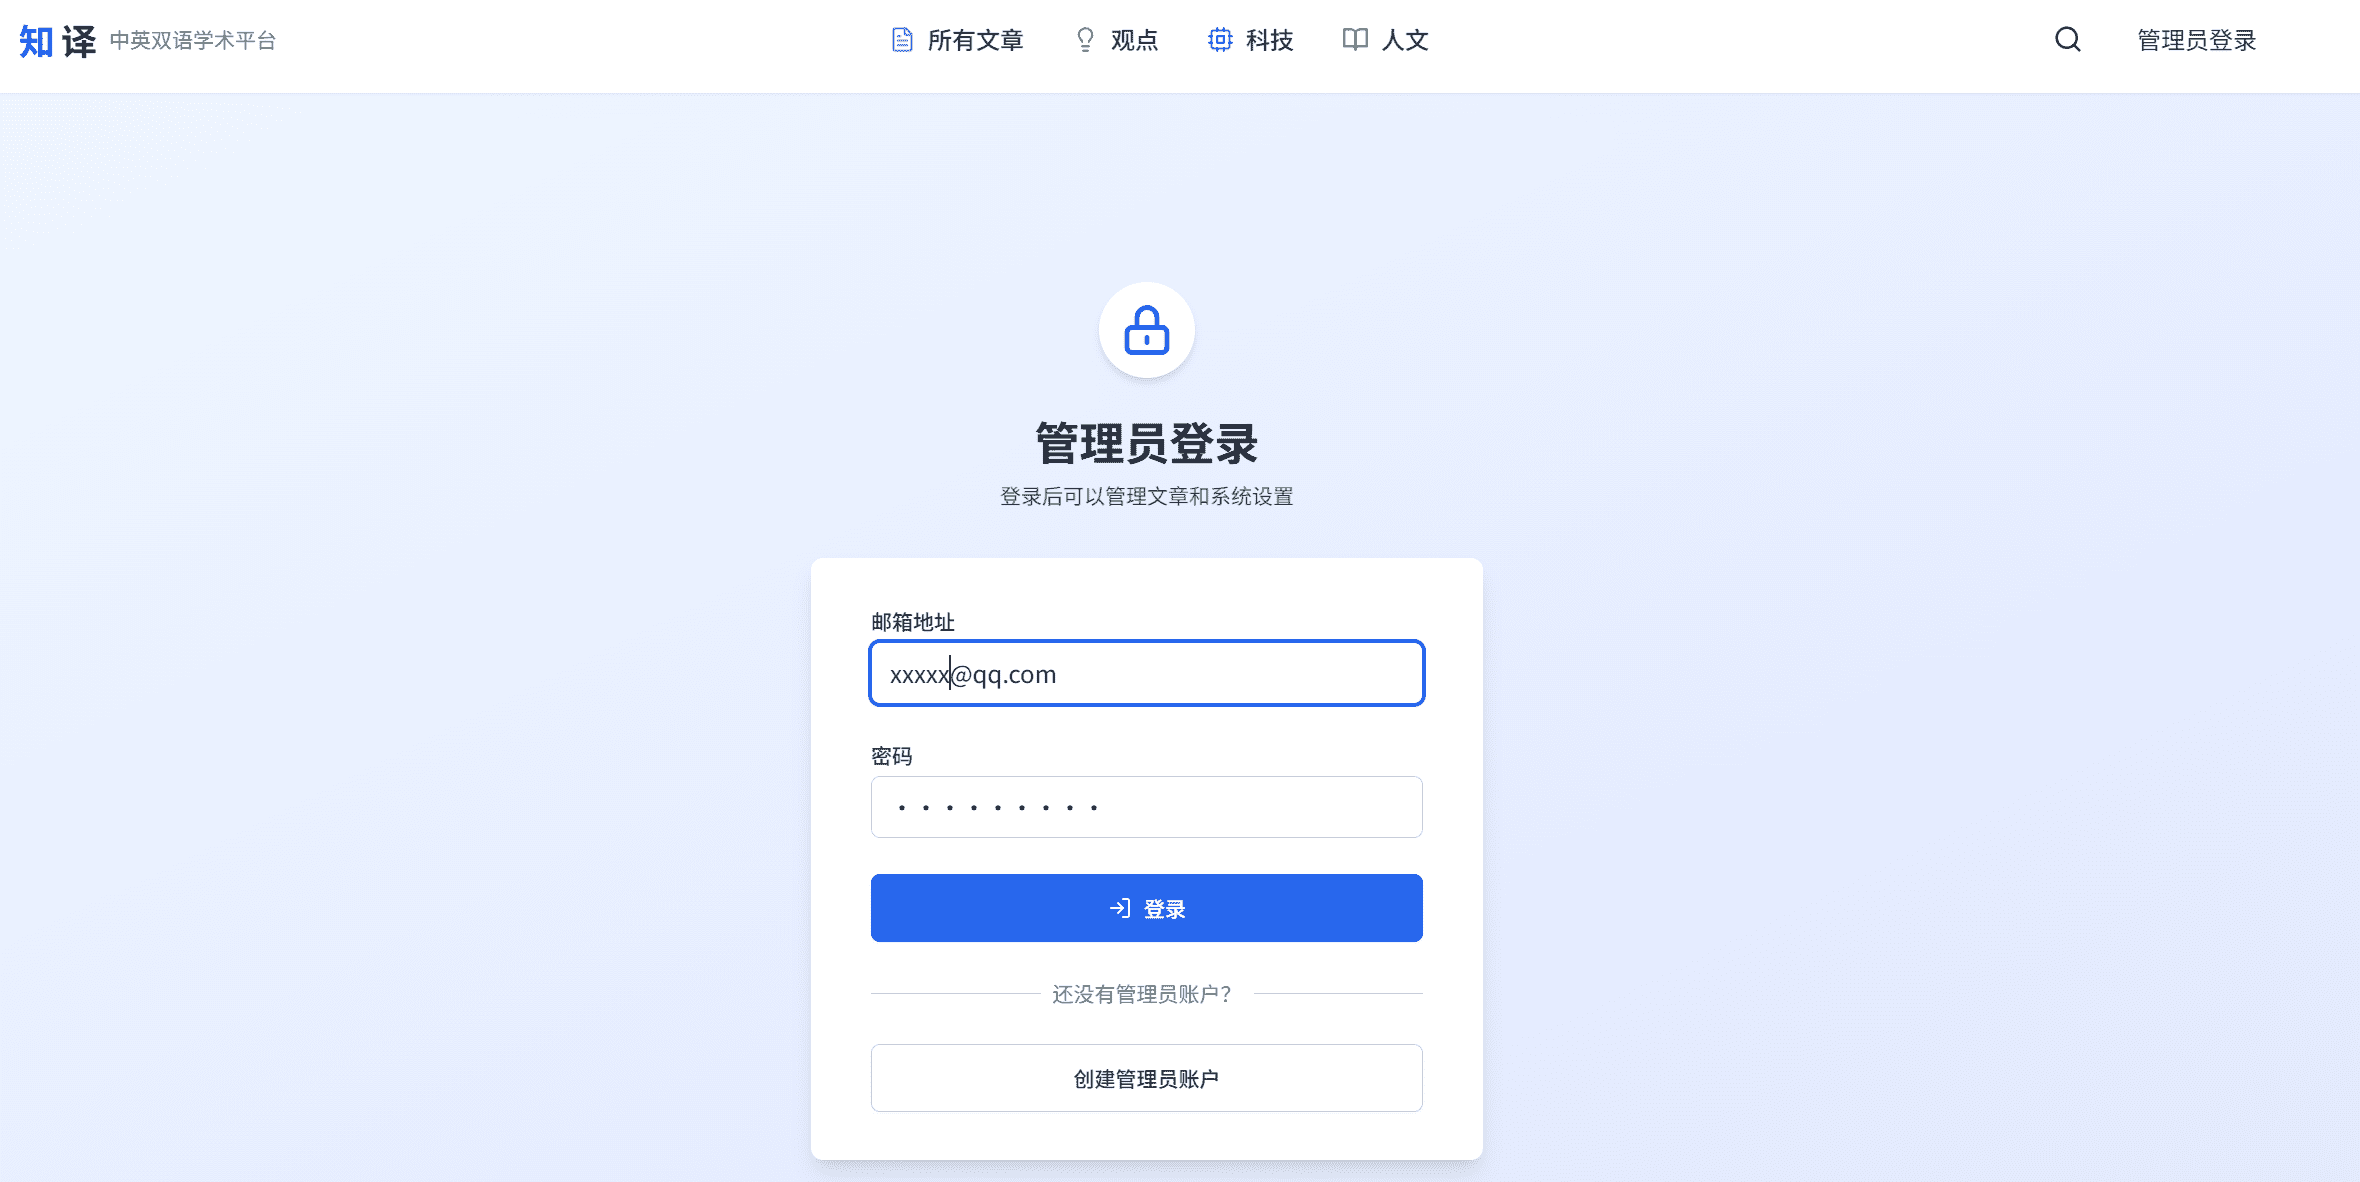 知译 中英双语学术平台 所有文章 观点 科技 人文 管理员登录
管理员登录
登录后可以管理文章和系统设置
邮箱地址
xxxxx@qq.com
密码
•••••••••
登录
还没有管理员账户？
创建管理员账户